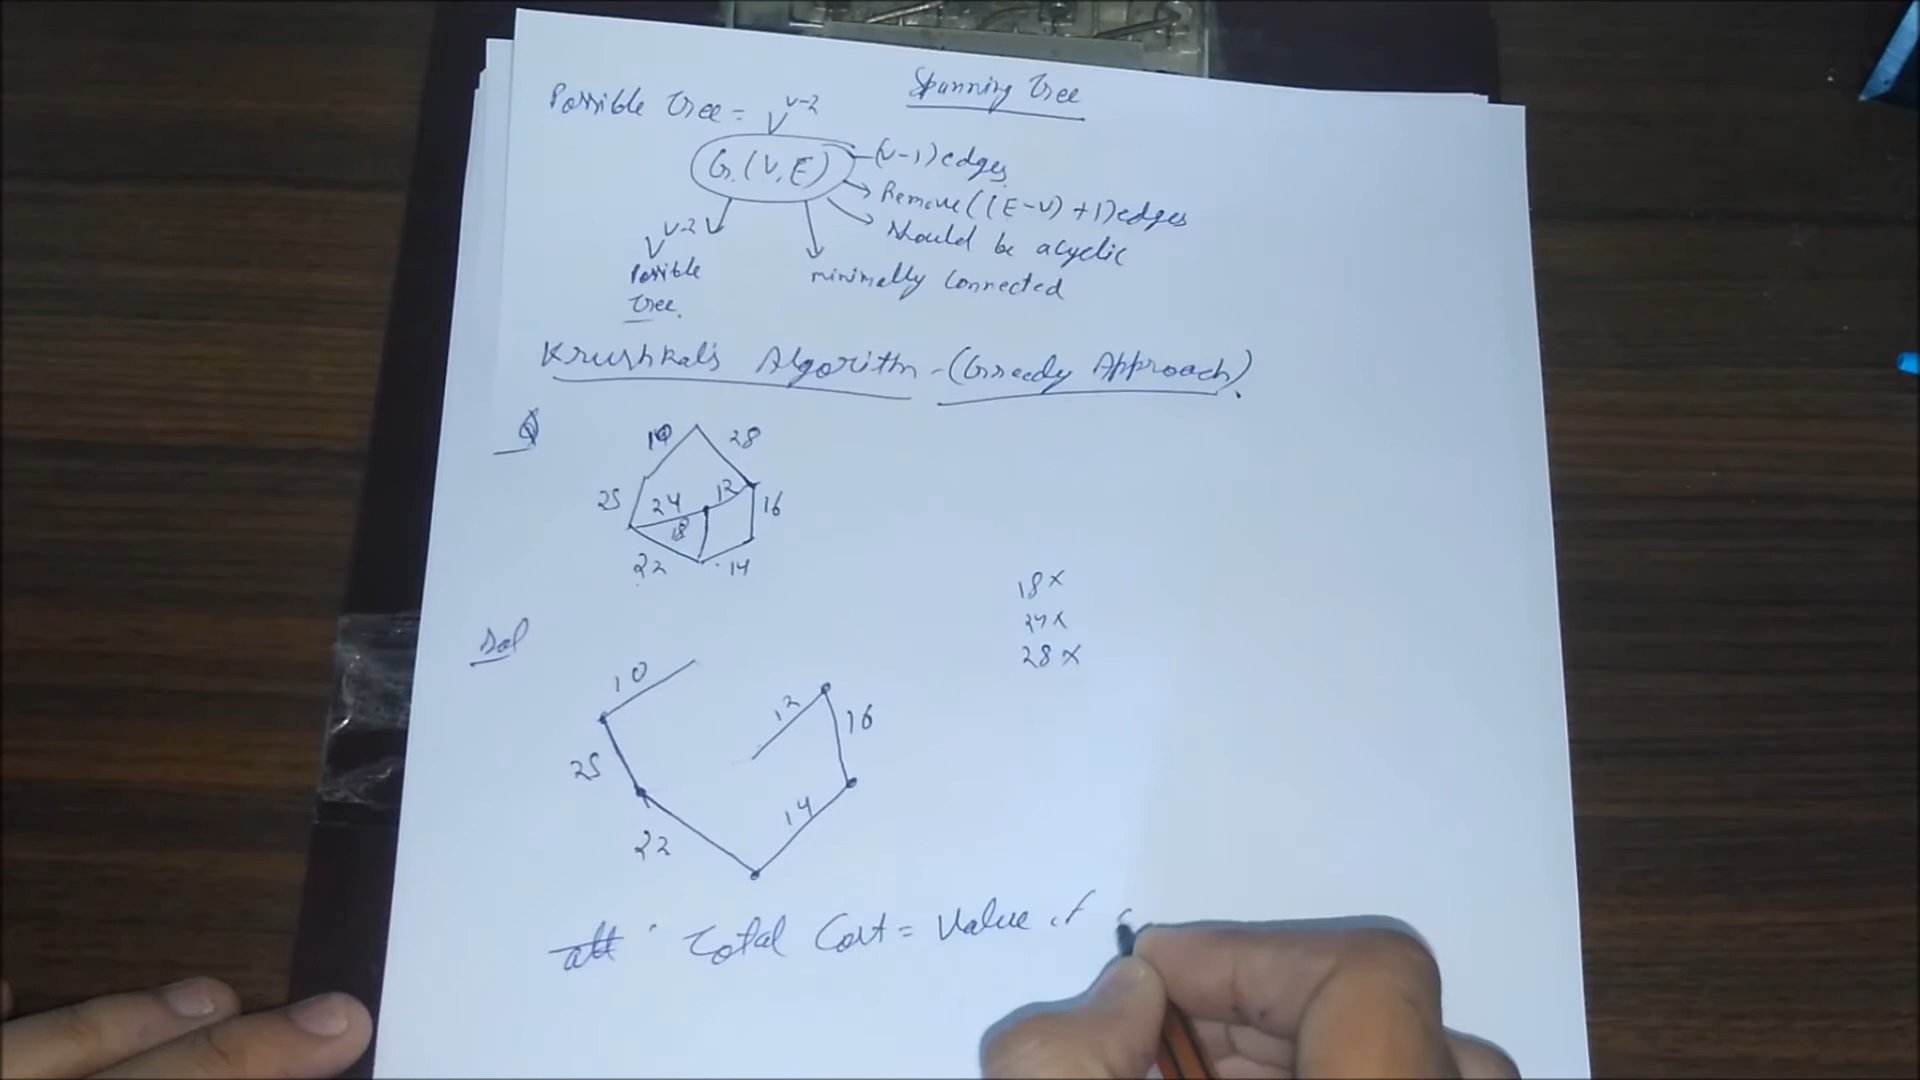 Spanning Tree
Possible Tree = V^v-2
G(V,E)
(v-1) edges
Remove ((E-v) +1) edges
should be acyclic
minimally Connected
V^v-2
Possible
Tree.
Krushkal's Algorithm - (Greedy Approach).
Q
10 28
25 24 12 16
18
22 14
18 x
24 x
28 x
Sol
10
12 16
25
14
22
Total Cost = Value of